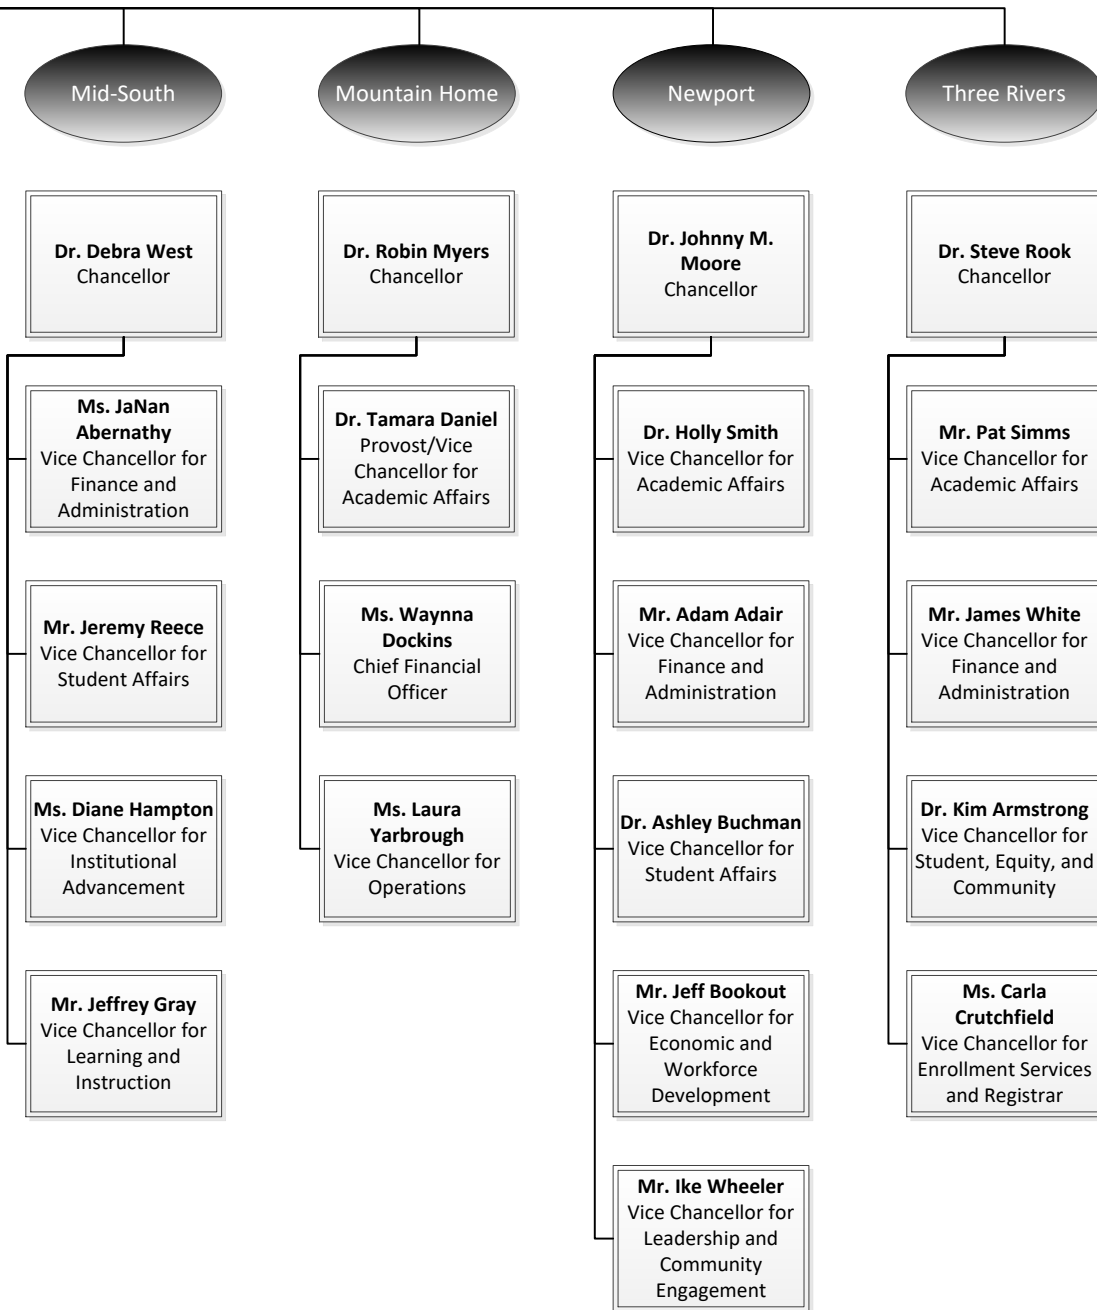 Mid-South
Mountain Home
Newport
Three Rivers
Dr. Debra West
Chancellor
Ms. JaNan
Abernathy
Vice Chancellor for
Finance and
Administration
Mr. Jeremy Reece
Vice Chancellor for
Student Affairs
Ms. Diane Hampton
Vice Chancellor for
Institutional
Advancement
Mr. Jeffrey Gray
Vice Chancellor for
Learning and
Instruction
Dr. Robin Myers
Chancellor
Dr. Tamara Daniel
Provost/Vice
Chancellor for
Academic Affairs
Ms. Waynna
Dockins
Chief Financial
Officer
Ms. Laura
Yarbrough
Vice Chancellor for
Operations
Dr. Johnny M.
Moore
Chancellor
Dr. Holly Smith
Vice Chancellor for
Academic Affairs
Mr. Adam Adair
Vice Chancellor for
Finance and
Administration
Dr. Ashley Buchman
Vice Chancellor for
Student Affairs
Mr. Jeff Bookout
Vice Chancellor for
Economic and
Workforce
Development
Mr. Ike Wheeler
Vice Chancellor for
Leadership and
Community
Engagement
Dr. Steve Rook
Chancellor
Mr. Pat Simms
Vice Chancellor for
Academic Affairs
Mr. James White
Vice Chancellor for
Finance and
Administration
Dr. Kim Armstrong
Vice Chancellor for
Student, Equity, and
Community
Ms. Carla
Crutchfield
Vice Chancellor for
Enrollment Services
and Registrar